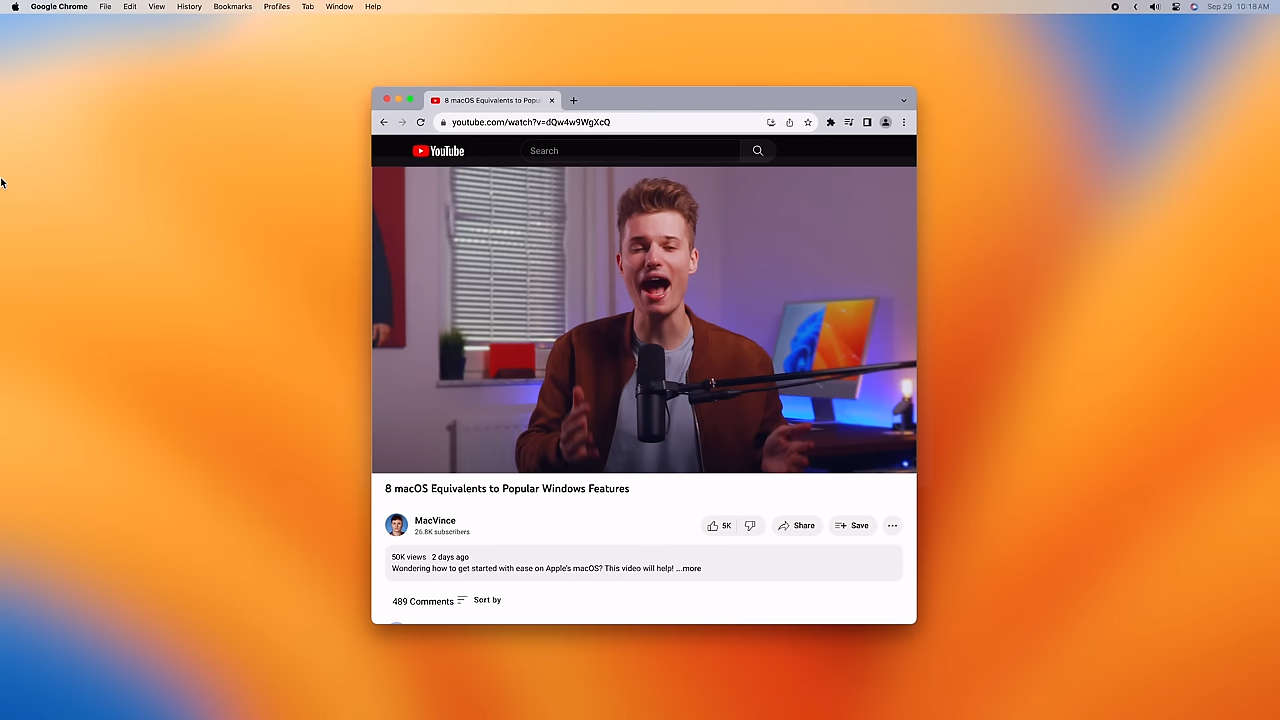 Google Chrome File Edit View History Bookmarks Profiles Tab Window Help Sep 29 10:18 AM
8 macOS Equivalents to Popu
youtube.com/watch?v=dQw4w9WgXcQ
YouTube Search
8 macOS Equivalents to Popular Windows Features
MacVince
26.8K subscribers
5K Share Save
50K views 2 days ago
Wondering how to get started with ease on Apple's macOS? This video will help! ...more
489 Comments Sort by